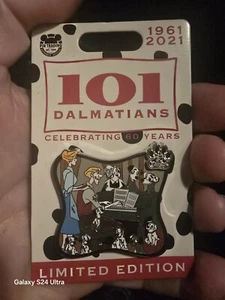 1961
2021
101
DALMATIANS
CELEBRATING 60 YEARS
LIMITED EDITION
Galaxy S24 Ultra